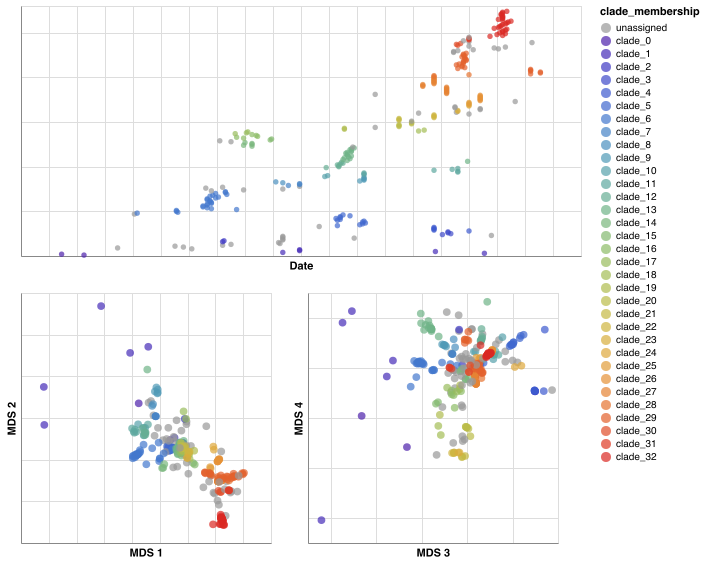 clade_membership
unassigned
clade_0
clade_1
clade_2
clade_3
clade_4
clade_5
clade_6
clade_7
clade_8
clade_9
clade_10
clade_11
clade_12
clade_13
clade_14
clade_15
clade_16
clade_17
clade_18
clade_19
clade_20
clade_21
clade_22
clade_23
clade_24
clade_25
clade_26
clade_27
clade_28
clade_29
clade_30
clade_31
clade_32
Date
MDS 2
MDS 1
MDS 4
MDS 3